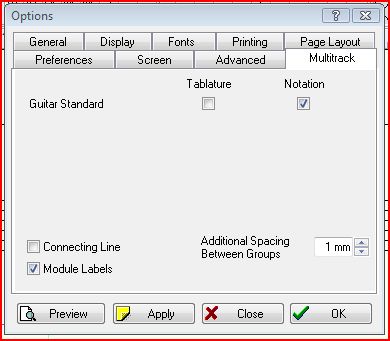 Options
General Display Fonts Printing Page Layout
Preferences Screen Advanced Multitrack
Tablature Notation
Guitar Standard
Connecting Line
Module Labels
Additional Spacing
Between Groups
1 mm
Preview Apply Close OK